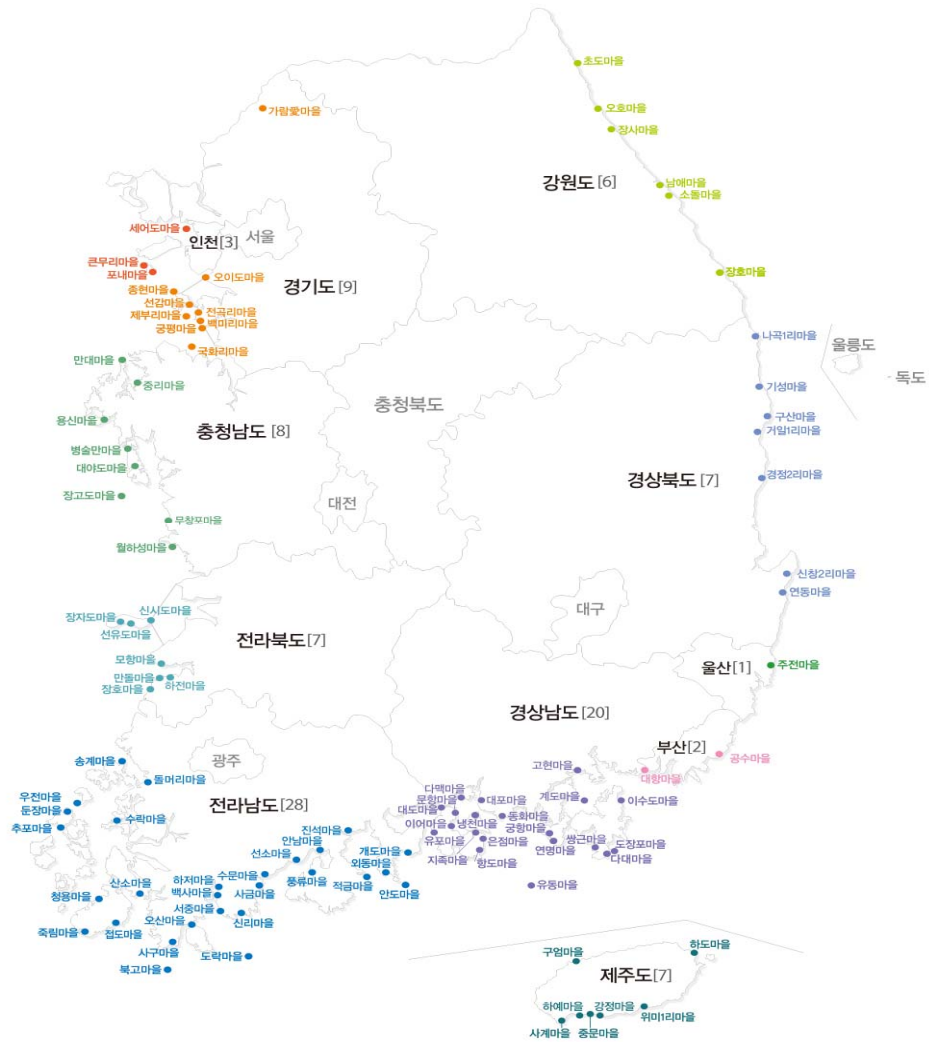 초도마을
가람愛마을
오호마을
장사마을
강원도[6]
남애마을
소돌마을
세어도마을
인천[3]
서울
큰무리마을
포내마을
오이도마을
장호마을
경기도[9]
종현마을
선감마을
제부리마을
전곡리마을
백미리마을
궁평마을
국화리마을
나곡1리마을
울릉도
독도
만대마을
중리마을
기성마을
충청북도
용신마을
충청남도[8]
구산마을
거일1리마을
병술만마을
대야도마을
경상북도[7]
경정2리마을
장고도마을
대전
무창포마을
월하성마을
신창2리마을
연동마을
대구
신시도마을
장자도마을
선유도마을
전라북도[7]
모항마을
만돌마을
하전마을
장호마을
울산[1]
주전마을
경상남도[20]
부산[2]
공수마을
대항마을
광주
송계마을
돌머리마을
고현마을
전라남도[28]
우전마을
둔장마을
추포마을
수락마을
다맥마을
문항마을
대포마을
대도마을
계도마을
이수도마을
이어마을
냉천마을
동화마을
궁항마을
유포마을
은점마을
연명마을
쌍근마을
도장포마을
다대마을
지족마을
항도마을
유동마을
진석마을
안남마을
선소마을
개도마을
외동마을
풍류마을
적금마을
안도마을
수문마을
하저마을
백사마을
사금마을
산소마을
청용마을
서중마을
오산마을
신리마을
죽림마을
접도마을
사구마을
북고마을
도락마을
구엄마을
하도마을
제주도[7]
하예마을
강정마을
위미1리마을
사계마을
중문마을